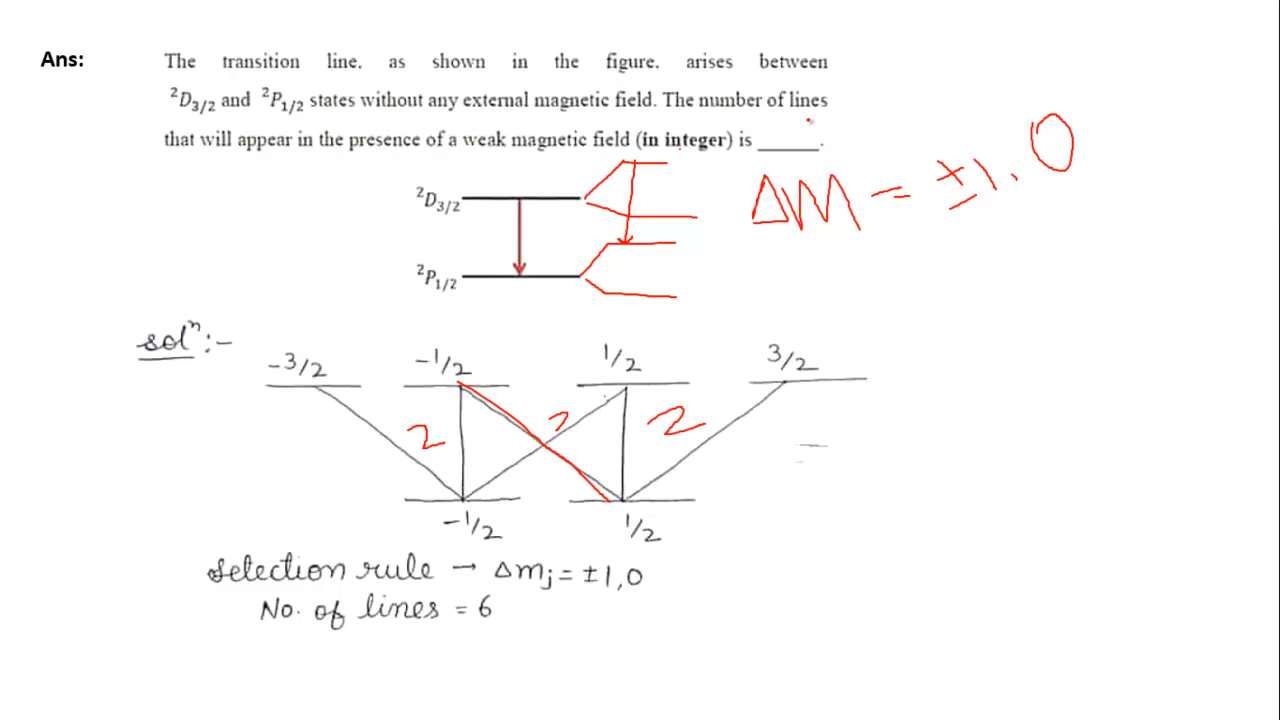 Ans:
The transition line, as shown in the figure, arises between
²D₃/₂ and ²P₁/₂ states without any external magnetic field. The number of lines
that will appear in the presence of a weak magnetic field (in integer) is ______.
ΔM = ±1, 0
²D₃/₂
²P₁/₂
solⁿ:-
-3/2 -1/2 1/2 3/2
2 2 2
-1/2 1/2
selection rule → Δmⱼ = ±1,0
No. of lines = 6